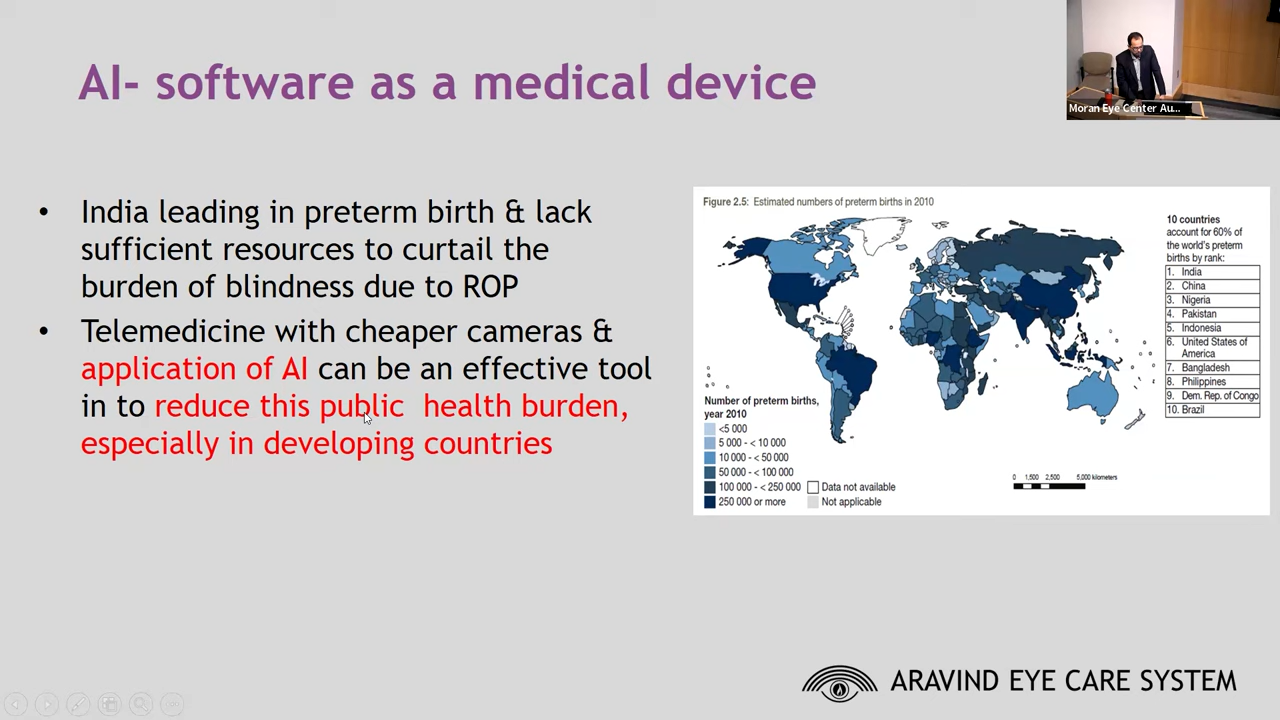 AI- software as a medical device
Moran Eye Center Au...
• India leading in preterm birth & lack
sufficient resources to curtail the
burden of blindness due to ROP
• Telemedicine with cheaper cameras &
application of AI can be an effective tool
in to reduce this public health burden,
especially in developing countries
Figure 2.5: Estimated numbers of preterm births in 2010
10 countries
account for 60% of
the world's preterm
births by rank:
1. India
2. China
3. Nigeria
4. Pakistan
5. Indonesia
6. United States of
America
7. Bangladesh
8. Philippines
9. Dem. Rep. of Congo
10. Brazil
Number of preterm births,
year 2010
<5 000
5 000 - < 10 000
10 000 - < 50 000
50 000 - < 100 000
100 000 - < 250 000
250 000 or more
Data not available
Not applicable
0 1,500 2,500 5,000 kilometers
ARAVIND EYE CARE SYSTEM